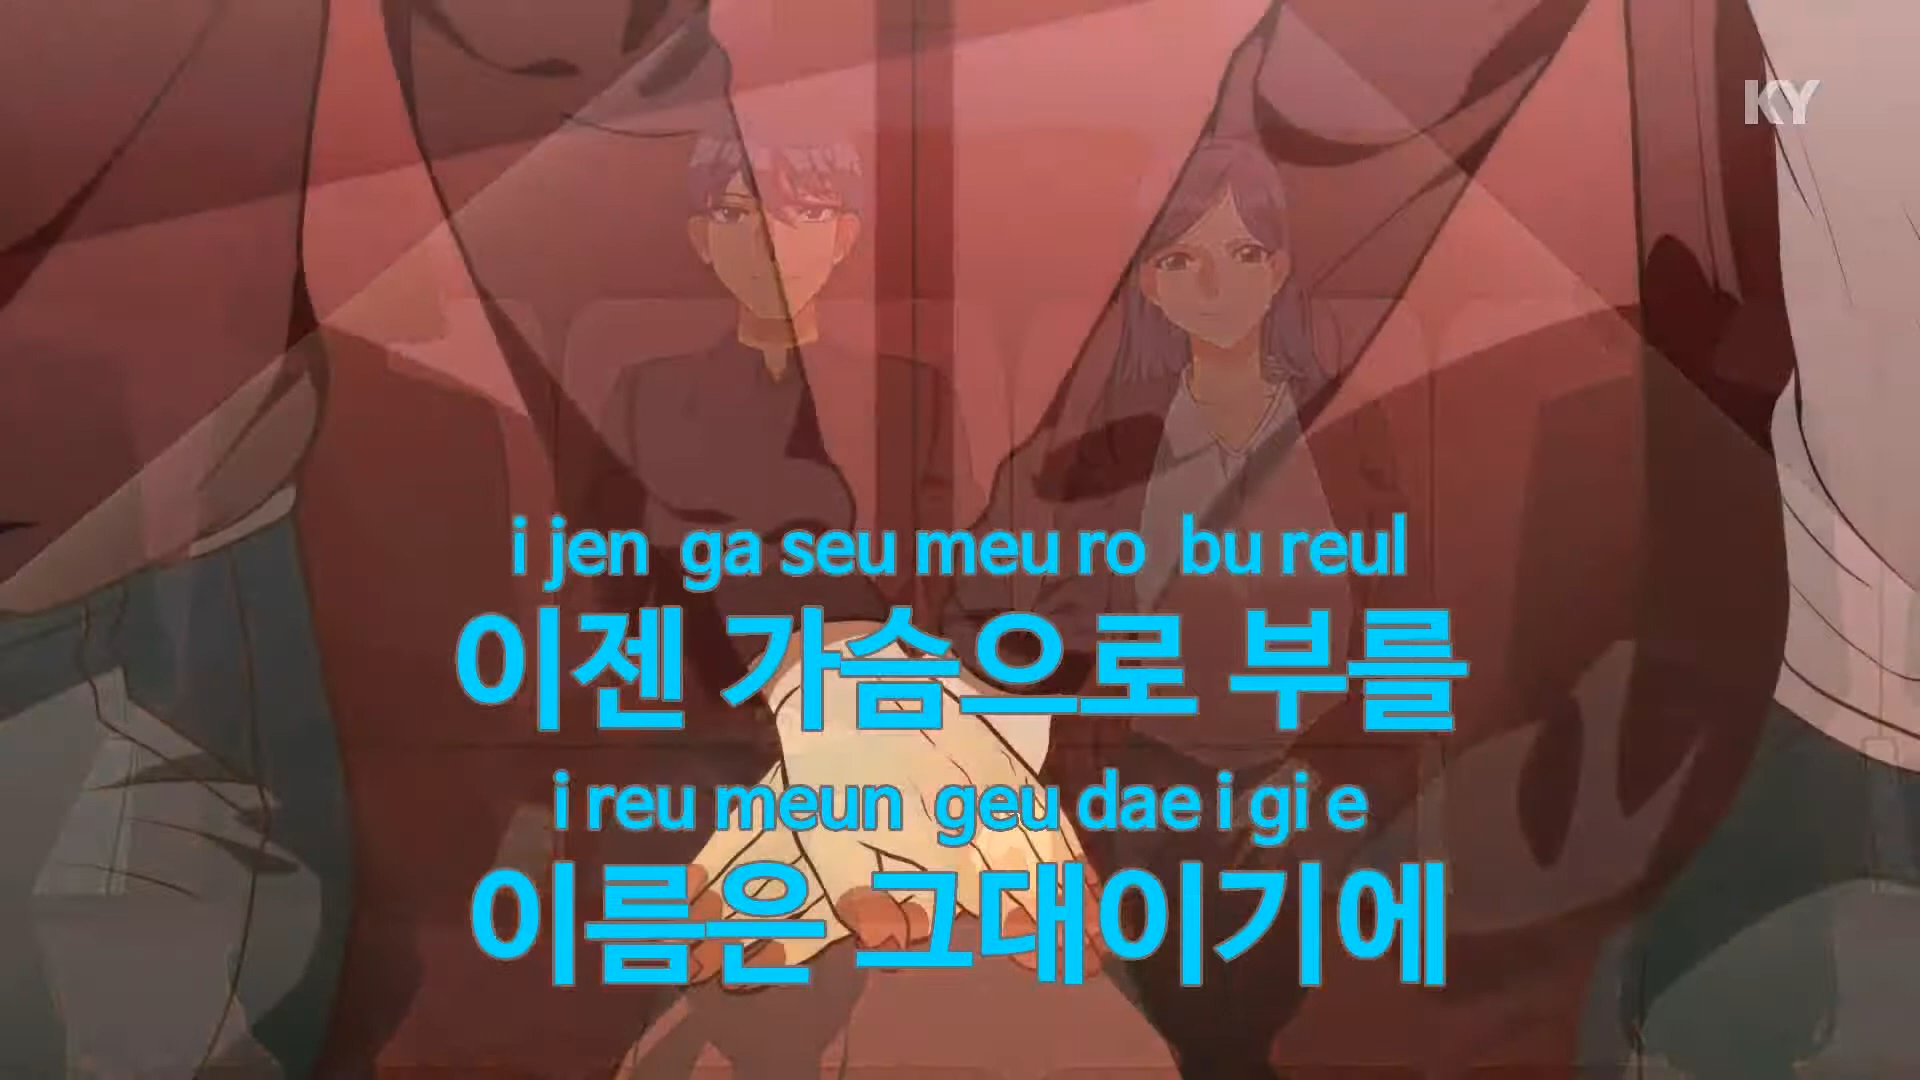 KY
i jen ga seu meu ro bu reul
이젠 가슴으로 부를
i reu meun geu dae i gi e
이름은 그대이기에